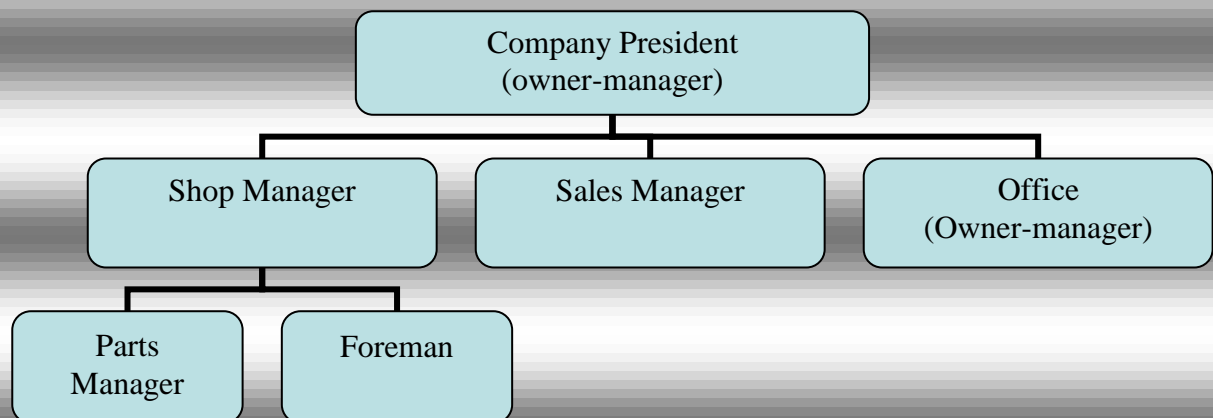 Company President
(owner-manager)
Shop Manager
Sales Manager
Office
(Owner-manager)
Parts
Manager
Foreman